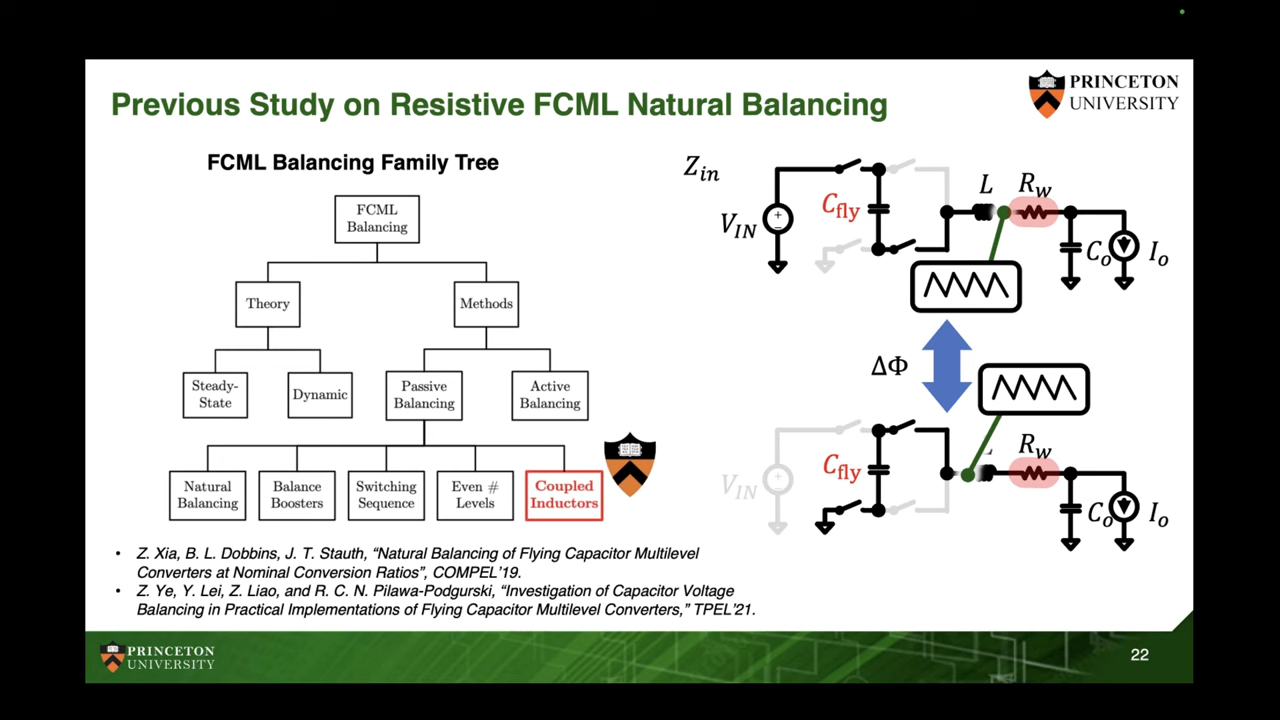 Previous Study on Resistive FCML Natural Balancing
PRINCETON
UNIVERSITY
FCML Balancing Family Tree
FCML
Balancing
Theory
Methods
Steady-
State
Dynamic
Passive
Balancing
Active
Balancing
Natural
Balancing
Balance
Boosters
Switching
Sequence
Even #
Levels
Coupled
Inductors
Z_in
V_IN
C_fly
L
R_w
C_o
I_o
ΔΦ
V_IN
C_fly
R_w
C_o
I_o
• Z. Xia, B. L. Dobbins, J. T. Stauth, “Natural Balancing of Flying Capacitor Multilevel
Converters at Nominal Conversion Ratios”, COMPEL’19.
• Z. Ye, Y. Lei, Z. Liao, and R. C. N. Pilawa-Podgurski, “Investigation of Capacitor Voltage
Balancing in Practical Implementations of Flying Capacitor Multilevel Converters,” TPEL’21.
PRINCETON
UNIVERSITY
22